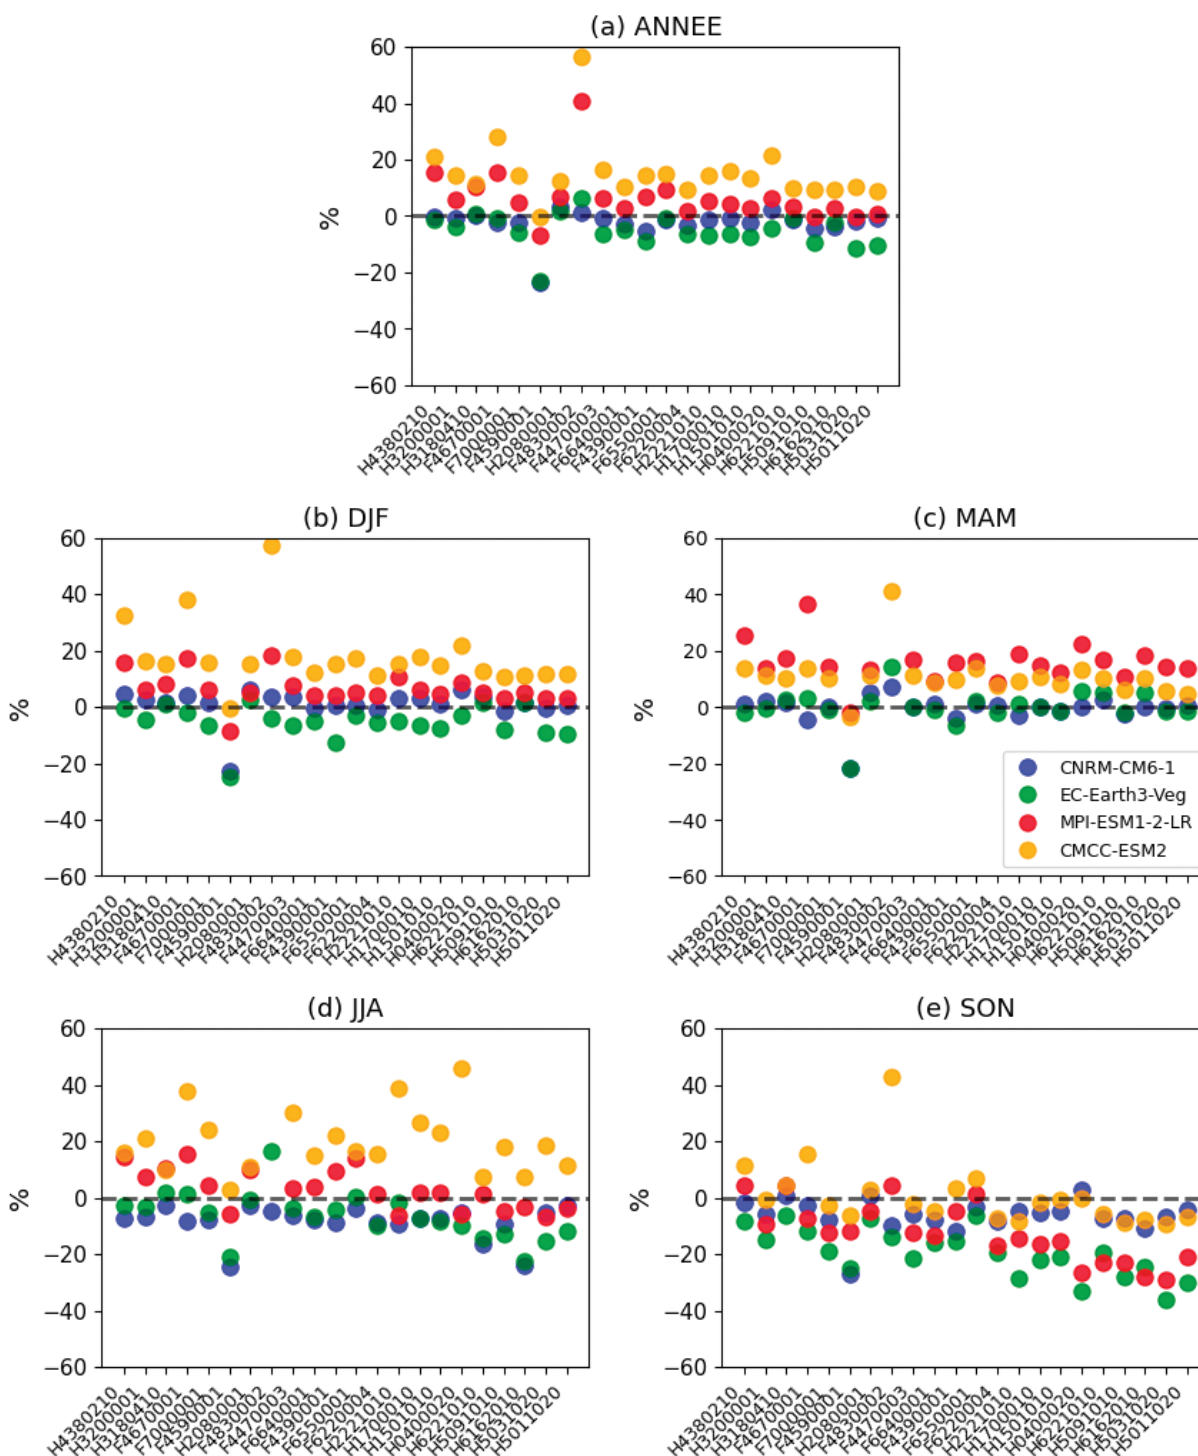 (a) ANNEE
60
40
20
0
−20
−40
−60
%
H4380210
H3200001
H3180410
F4670001
F7000001
F4590001
H2080001
F4830002
F4470003
F6640001
F4390001
F6550001
F6220004
H2221010
H1700010
H1501010
H0400020
H6221010
H5091010
H6162010
H5031020
H5011020
(b) DJF
60
40
20
0
−20
−40
−60
%
H4380210
H3200001
H3180410
F4670001
F7000001
F4590001
H2080001
F4830002
F4470003
F6640001
F4390001
F6550001
F6220004
H2221010
H1700010
H1501010
H0400020
H6221010
H5091010
H6162010
H5031020
H5011020
(c) MAM
60
40
20
0
−20
−40
−60
%
CNRM-CM6-1
EC-Earth3-Veg
MPI-ESM1-2-LR
CMCC-ESM2
H4380210
H3200001
H3180410
F4670001
F7000001
F4590001
H2080001
F4830002
F4470003
F6640001
F4390001
F6550001
F6220004
H2221010
H1700010
H1501010
H0400020
H6221010
H5091010
H6162010
H5031020
H5011020
(d) JJA
60
40
20
0
−20
−40
−60
%
H4380210
H3200001
H3180410
F4670001
F7000001
F4590001
H2080001
F4830002
F4470003
F6640001
F4390001
F6550001
F6220004
H2221010
H1700010
H1501010
H0400020
H6221010
H5091010
H6162010
H5031020
H5011020
(e) SON
60
40
20
0
−20
−40
−60
%
H4380210
H3200001
H3180410
F4670001
F7000001
F4590001
H2080001
F4830002
F4470003
F6640001
F4390001
F6550001
F6220004
H2221010
H1700010
H1501010
H0400020
H6221010
H5091010
H6162010
H5031020
H5011020